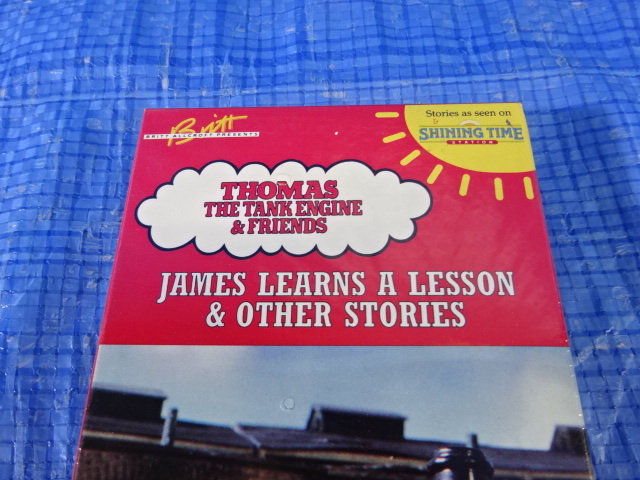 Britt
BRITT ALLCROFT PRESENTS
Stories as seen on
SHINING TIME
STATION
THOMAS
THE TANK ENGINE
& FRIENDS
JAMES LEARNS A LESSON
& OTHER STORIES